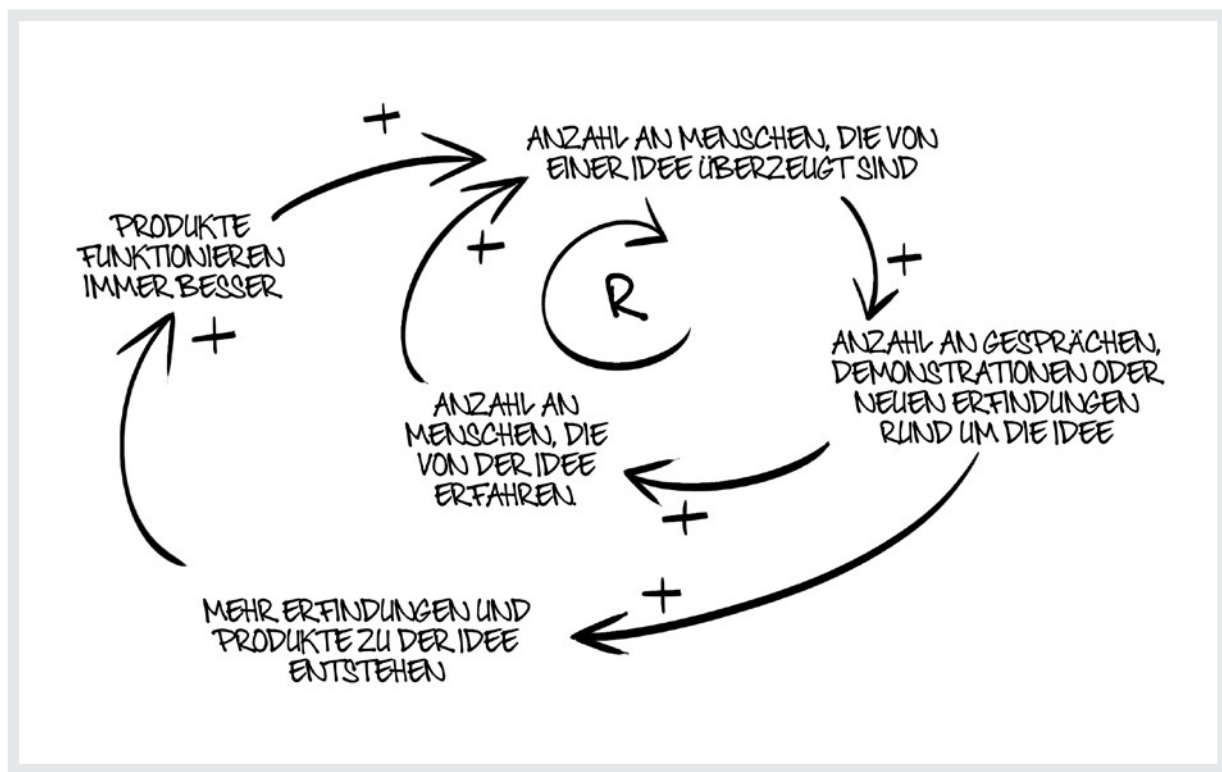 +
ANZAHL AN MENSCHEN, DIE VON
EINER IDEE ÜBERZEUGT SIND
PRODUKTE
FUNKTIONIEREN
IMMER BESSER
+
+
R
+
ANZAHL AN GESPRÄCHEN,
DEMONSTRATIONEN ODER
NEUEN ERFINDUNGEN
RUND UM DIE IDEE
ANZAHL AN
MENSCHEN, DIE
VON DER IDEE
ERFAHREN.
+
+
MEHR ERFINDUNGEN UND
PRODUKTE ZU DER IDEE
ENTSTEHEN